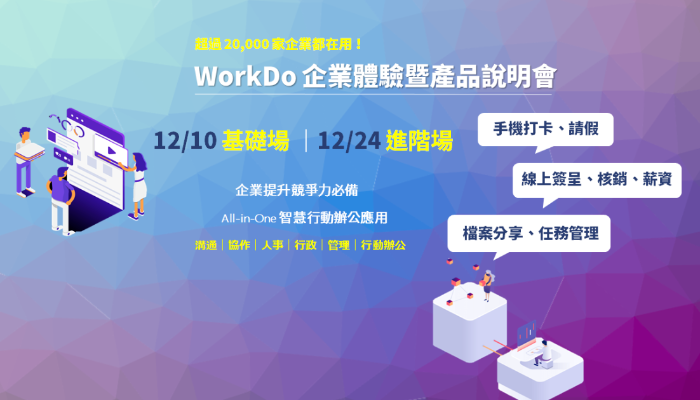 超過 20,000 家企業都在用！
WorkDo 企業體驗暨產品說明會
12/10 基礎場｜12/24 進階場
企業提升競爭力必備
All-in-One 智慧行動辦公應用
溝通｜協作｜人事｜行政｜管理｜行動辦公
手機打卡、請假
線上簽呈、核銷、薪資
檔案分享、任務管理